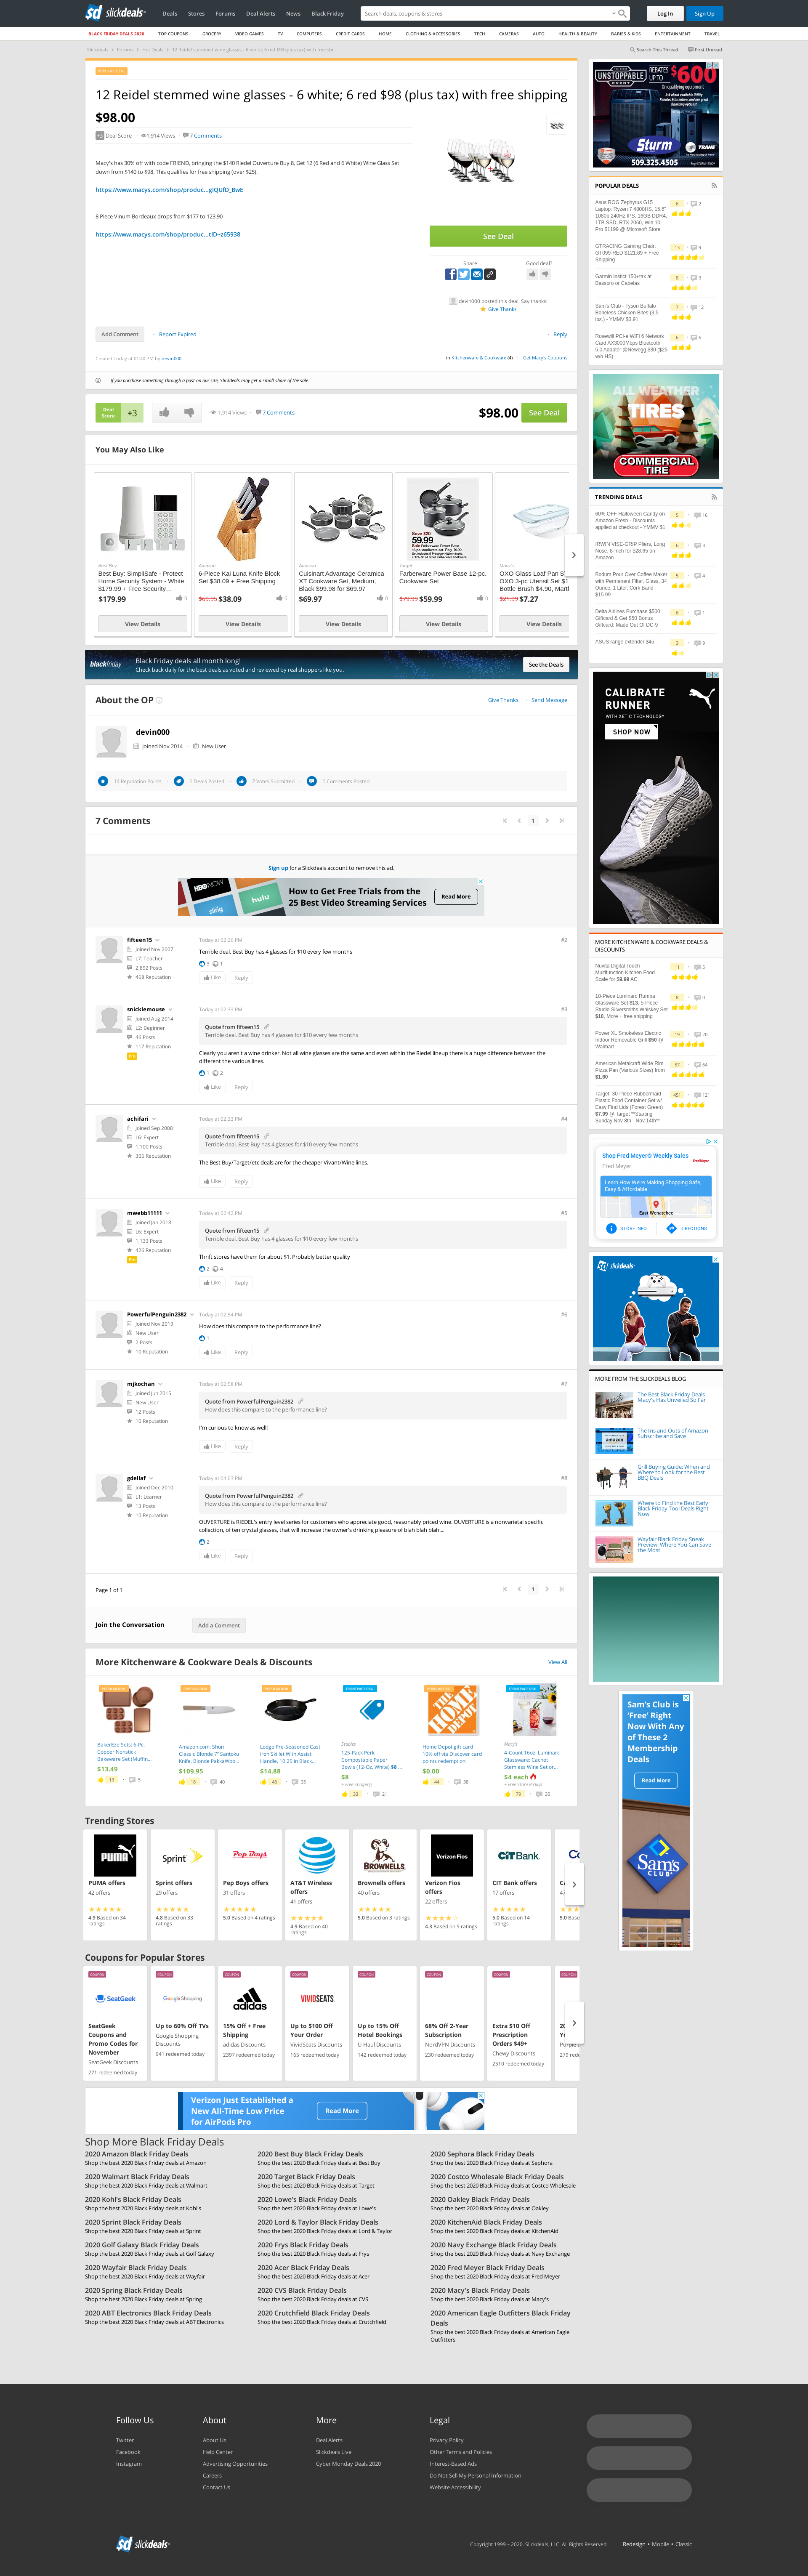 slickdeals
Deals Stores Forums Deal Alerts News Black Friday
Search deals, coupons & stores
Log In Sign Up
BLACK FRIDAY DEALS 2020 TOP COUPONS GROCERY VIDEO GAMES TV COMPUTERS CREDIT CARDS HOME CLOTHING & ACCESSORIES TECH CAMERAS AUTO HEALTH & BEAUTY BABIES & KIDS ENTERTAINMENT TRAVEL
Slickdeals Forums Hot Deals 12 Reidel stemmed wine glasses - 6 white; 6 red $98 (plus tax) with free shi...
Search This Thread First Unread
12 Reidel stemmed wine glasses - 6 white; 6 red $98 (plus tax) with free shipping
$98.00
+3 Deal Score 1,914 Views 7 Comments
Macy's has 30% off with code FRIEND, bringing the $140 Riedel Ouverture Buy 8, Get 12 (6 Red and 6 White) Wine Glass Set
down from $140 to $98. This qualifies for free shipping (over $25).
https://www.macys.com/shop/produc...gIQUfD_BwE
8 Piece Vinum Bordeaux drops from $177 to 123.90
https://www.macys.com/shop/produc...tID~z65938
See Deal
Share Good deal?
devin000 posted this deal. Say thanks!
Give Thanks
Add Comment Report Expired Reply
Created Today at 01:40 PM by devin000
in Kitchenware & Cookware (4) Get Macy's Coupons
If you purchase something through a post on our site, Slickdeals may get a small share of the sale.
Deal Score +3 1,914 Views 7 Comments $98.00 See Deal
You May Also Like
Best Buy
Best Buy: SimpliSafe - Protect
Home Security System - White
$179.99 + Free Security...
$179.99 0
View Details
Amazon
6-Piece Kai Luna Knife Block
Set $38.09 + Free Shipping
$69.95 $38.09 0
View Details
Amazon
Cuisinart Advantage Ceramica
XT Cookware Set, Medium,
Black $99.98 for $69.97
$69.97 0
View Details
Save $20
59.99
Target
Farberware Power Base 12-pc.
Cookware Set
$79.99 $59.99 0
View Details
Macy's
OXO Glass Loaf Pan $
OXO 3-pc Utensil Set $1
Bottle Brush $4.90, Martl
$21.99 $7.27
View Details
blackfriday
Black Friday deals all month long!
Check back daily for the best deals as voted and reviewed by real shoppers like you.
See the Deals
About the OP
Give Thanks Send Message
devin000
Joined Nov 2014 New User
14 Reputation Points 1 Deals Posted 2 Votes Submitted 1 Comments Posted
7 Comments
1
Sign up for a Slickdeals account to remove this ad.
HBO NOW sling hulu
How to Get Free Trials from the
25 Best Video Streaming Services
Read More
fifteen15
Joined Nov 2007
L7: Teacher
2,892 Posts
468 Reputation
Today at 02:26 PM #2
Terrible deal. Best Buy has 4 glasses for $10 every few months
3 1
Like Reply
snicklemouse
Joined Aug 2014
L2: Beginner
46 Posts
117 Reputation
Pro
Today at 02:33 PM #3
Quote from fifteen15
Terrible deal. Best Buy has 4 glasses for $10 every few months
Clearly you aren't a wine drinker. Not all wine glasses are the same and even within the Riedel lineup there is a huge difference between the
different the various lines.
1 2
Like Reply
achifari
Joined Sep 2008
L6: Expert
1,100 Posts
305 Reputation
Today at 02:33 PM #4
Quote from fifteen15
Terrible deal. Best Buy has 4 glasses for $10 every few months
The Best Buy/Target/etc deals are for the cheaper Vivant/Wine lines.
Like Reply
mwebb11111
Joined Jan 2018
L6: Expert
1,133 Posts
426 Reputation
Pro
Today at 02:42 PM #5
Quote from fifteen15
Terrible deal. Best Buy has 4 glasses for $10 every few months
Thrift stores have them for about $1. Probably better quality
2 4
Like Reply
PowerfulPenguin2382
Joined Nov 2019
New User
2 Posts
10 Reputation
Today at 02:54 PM #6
How does this compare to the performance line?
1
Like Reply
mjkochan
Joined Jun 2015
New User
12 Posts
10 Reputation
Today at 02:58 PM #7
Quote from PowerfulPenguin2382
How does this compare to the performance line?
I'm curious to know as well!
Like Reply
gdellaf
Joined Dec 2010
L1: Learner
13 Posts
10 Reputation
Today at 04:03 PM #8
Quote from PowerfulPenguin2382
How does this compare to the performance line?
OUVERTURE is RIEDEL's entry level series for customers who appreciate good, reasonably priced wine. OUVERTURE is a nonvarietal specific
collection, of ten crystal glasses, that will increase the owner's drinking pleasure of blah blah blah....
2
Like Reply
Page 1 of 1 1
Join the Conversation Add a Comment
More Kitchenware & Cookware Deals & Discounts View All
BakerEze Sets: 6-Pc.
Copper Nonstick
Bakeware Set (Muffin...
$13.49
13 5
Amazon.com: Shun
Classic Blonde 7" Santoku
Knife, Blonde PakkaWoo...
$109.95
18 40
Lodge Pre-Seasoned Cast
Iron Skillet With Assist
Handle, 10.25 in Black...
$14.88
48 35
Staples
125-Pack Perk
Compostable Paper
Bowls (12-Oz, White) $8 ...
$8
+ Free Shipping
33 21
Home Depot gift card
10% off via Discover card
points redemption
$0.00
44 38
Macy's
4-Count 16oz. Luminarc
Glassware: Cachet
Stemless Wine Set or...
$4 each
+ Free Store Pickup
79 35
Trending Stores
PUMA offers
42 offers
4.9 Based on 34
ratings
Sprint offers
29 offers
4.8 Based on 33
ratings
Pep Boys offers
31 offers
5.0 Based on 4 ratings
AT&T Wireless
offers
41 offers
4.9 Based on 40
ratings
Brownells offers
40 offers
5.0 Based on 3 ratings
Verizon Fios
offers
22 offers
4.3 Based on 9 ratings
CIT Bank offers
17 offers
5.0 Based on 14
ratings
Coupons for Popular Stores
SeatGeek
Coupons and
Promo Codes for
November
SeatGeek Discounts
271 redeemed today
Up to 60% Off TVs
Google Shopping
Discounts
941 redeemed today
15% Off + Free
Shipping
adidas Discounts
2397 redeemed today
Up to $100 Off
Your Order
VividSeats Discounts
165 redeemed today
Up to 15% Off
Hotel Bookings
U-Haul Discounts
142 redeemed today
68% Off 2-Year
Subscription
NordVPN Discounts
230 redeemed today
Extra $10 Off
Prescription
Orders $49+
Chewy Discounts
2510 redeemed today
Verizon Just Established a
New All-Time Low Price
for AirPods Pro
Read More
Shop More Black Friday Deals
2020 Amazon Black Friday Deals
Shop the best 2020 Black Friday deals at Amazon
2020 Best Buy Black Friday Deals
Shop the best 2020 Black Friday deals at Best Buy
2020 Sephora Black Friday Deals
Shop the best 2020 Black Friday deals at Sephora
2020 Walmart Black Friday Deals
Shop the best 2020 Black Friday deals at Walmart
2020 Target Black Friday Deals
Shop the best 2020 Black Friday deals at Target
2020 Costco Wholesale Black Friday Deals
Shop the best 2020 Black Friday deals at Costco Wholesale
2020 Kohl's Black Friday Deals
Shop the best 2020 Black Friday deals at Kohl's
2020 Lowe's Black Friday Deals
Shop the best 2020 Black Friday deals at Lowe's
2020 Oakley Black Friday Deals
Shop the best 2020 Black Friday deals at Oakley
2020 Sprint Black Friday Deals
Shop the best 2020 Black Friday deals at Sprint
2020 Lord & Taylor Black Friday Deals
Shop the best 2020 Black Friday deals at Lord & Taylor
2020 KitchenAid Black Friday Deals
Shop the best 2020 Black Friday deals at KitchenAid
2020 Golf Galaxy Black Friday Deals
Shop the best 2020 Black Friday deals at Golf Galaxy
2020 Frys Black Friday Deals
Shop the best 2020 Black Friday deals at Frys
2020 Navy Exchange Black Friday Deals
Shop the best 2020 Black Friday deals at Navy Exchange
2020 Wayfair Black Friday Deals
Shop the best 2020 Black Friday deals at Wayfair
2020 Acer Black Friday Deals
Shop the best 2020 Black Friday deals at Acer
2020 Fred Meyer Black Friday Deals
Shop the best 2020 Black Friday deals at Fred Meyer
2020 Spring Black Friday Deals
Shop the best 2020 Black Friday deals at Spring
2020 CVS Black Friday Deals
Shop the best 2020 Black Friday deals at CVS
2020 Macy's Black Friday Deals
Shop the best 2020 Black Friday deals at Macy's
2020 ABT Electronics Black Friday Deals
Shop the best 2020 Black Friday deals at ABT Electronics
2020 Crutchfield Black Friday Deals
Shop the best 2020 Black Friday deals at Crutchfield
2020 American Eagle Outfitters Black Friday
Deals
Shop the best 2020 Black Friday deals at American Eagle
Outfitters
UNSTOPPABLE REBATES UP TO $600 ON QUALIFYING EQUIPMENT
Sturm TRANE
509.325.4505
POPULAR DEALS
Asus ROG Zephyrus G15
Laptop: Ryzen 7 4800HS, 15.6"
1080p 240Hz IPS, 16GB DDR4,
1TB SSD, RTX 2060, Win 10
Pro $1199 @ Microsoft Store
6 2
GTRACING Gaming Chair:
GT099-RED $121.89 + Free
Shipping
13 9
Garmin Instict 150+tax at
Basspro or Cabelas
8 3
Sam's Club - Tyson Buffalo
Boneless Chicken Bites (3.5
lbs.) - YMMV $3.91
7 12
Rosewill PCI-e WiFi 6 Network
Card AX3000Mbps Bluetooth
5.0 Adapter @Newegg $30 ($25
w/o HS)
6 6
ALL WEATHER
TIRES
COMMERCIAL
TIRE
TRENDING DEALS
60% OFF Halloween Candy on
Amazon Fresh - Discounts
applied at checkout - YMMV $1
5 16
IRWIN VISE-GRIP Pliers, Long
Nose, 8-Inch for $28.65 on
Amazon
6 3
Bodum Pour Over Coffee Maker
with Permanent Filter, Glass, 34
Ounce, 1 Liter, Cork Band
$15.99
5 4
Delta Airlines Purchase $500
Giftcard & Get $50 Bonus
Giftcard: Made Out Of DC-9
6 1
ASUS range extender $45
3 9
CALIBRATE
RUNNER
WITH XETIC TECHNOLOGY
SHOP NOW
MORE KITCHENWARE & COOKWARE DEALS &
DISCOUNTS
Nuvita Digital Touch
Multifunction Kitchen Food
Scale for $9.99 AC
11 5
18-Piece Luminarc Rumba
Glassware Set $13, 5-Piece
Studio Silversmiths Whiskey Set
$10, More + free shipping
8 0
Power XL Smokeless Electric
Indoor Removable Grill $50 @
Walmart
19 20
American Metalcraft Wide Rim
Pizza Pan (Various Sizes) from
$1.60
57 64
Target: 30-Piece Rubbermaid
Plastic Food Container Set w/
Easy Find Lids (Forest Green)
$7.99 @ Target **Starting
Sunday Nov 8th - Nov 14th**
451 121
Shop Fred Meyer® Weekly Sales
Fred Meyer
Learn How We're Making Shopping Safe,
Easy & Affordable
East Wenatchee
STORE INFO DIRECTIONS
slickdeals
MORE FROM THE SLICKDEALS BLOG
The Best Black Friday Deals
Macy's Has Unveiled So Far
The Ins and Outs of Amazon
Subscribe and Save
Grill Buying Guide: When and
Where to Look for the Best
BBQ Deals
Where to Find the Best Early
Black Friday Tool Deals Right
Now
Wayfair Black Friday Sneak
Preview: Where You Can Save
the Most
Sam's Club is
'Free' Right
Now With Any
of These 2
Membership
Deals
Read More
Sam's
CLUB
Follow Us About More Legal
Twitter About Us Deal Alerts Privacy Policy
Facebook Help Center Slickdeals Live Other Terms and Policies
Instagram Advertising Opportunities Cyber Monday Deals 2020 Interest-Based Ads
Careers Do Not Sell My Personal Information
Contact Us Website Accessibility
slickdeals
Copyright 1999 - 2020. Slickdeals, LLC. All Rights Reserved. Redesign • Mobile • Classic